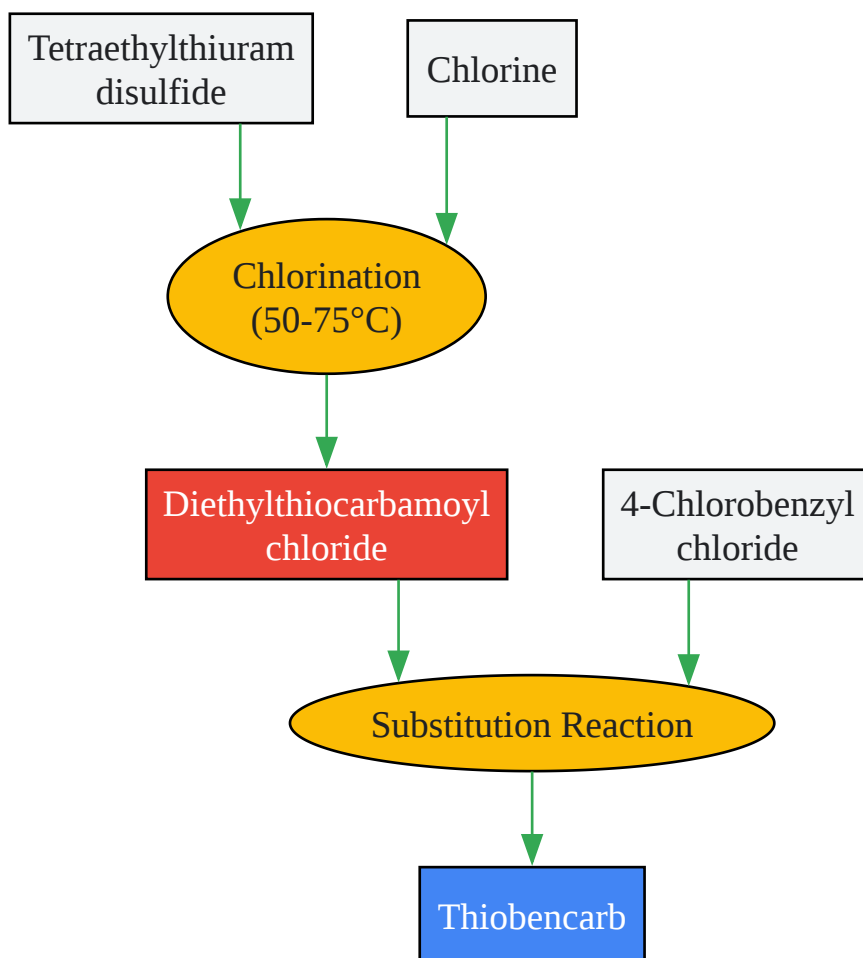 Tetraethylthiuram
disulfide
Chlorine
Chlorination
(50-75°C)
Diethylthiocarbamoyl
chloride
4-Chlorobenzyl
chloride
Substitution Reaction
Thiobencarb